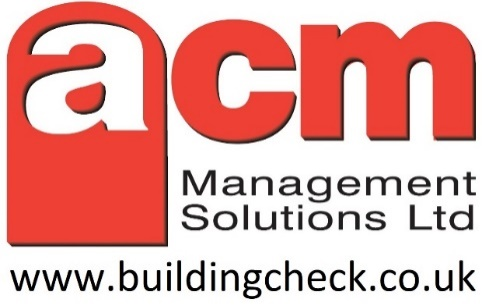 acm
Management
Solutions Ltd
www.buildingcheck.co.uk